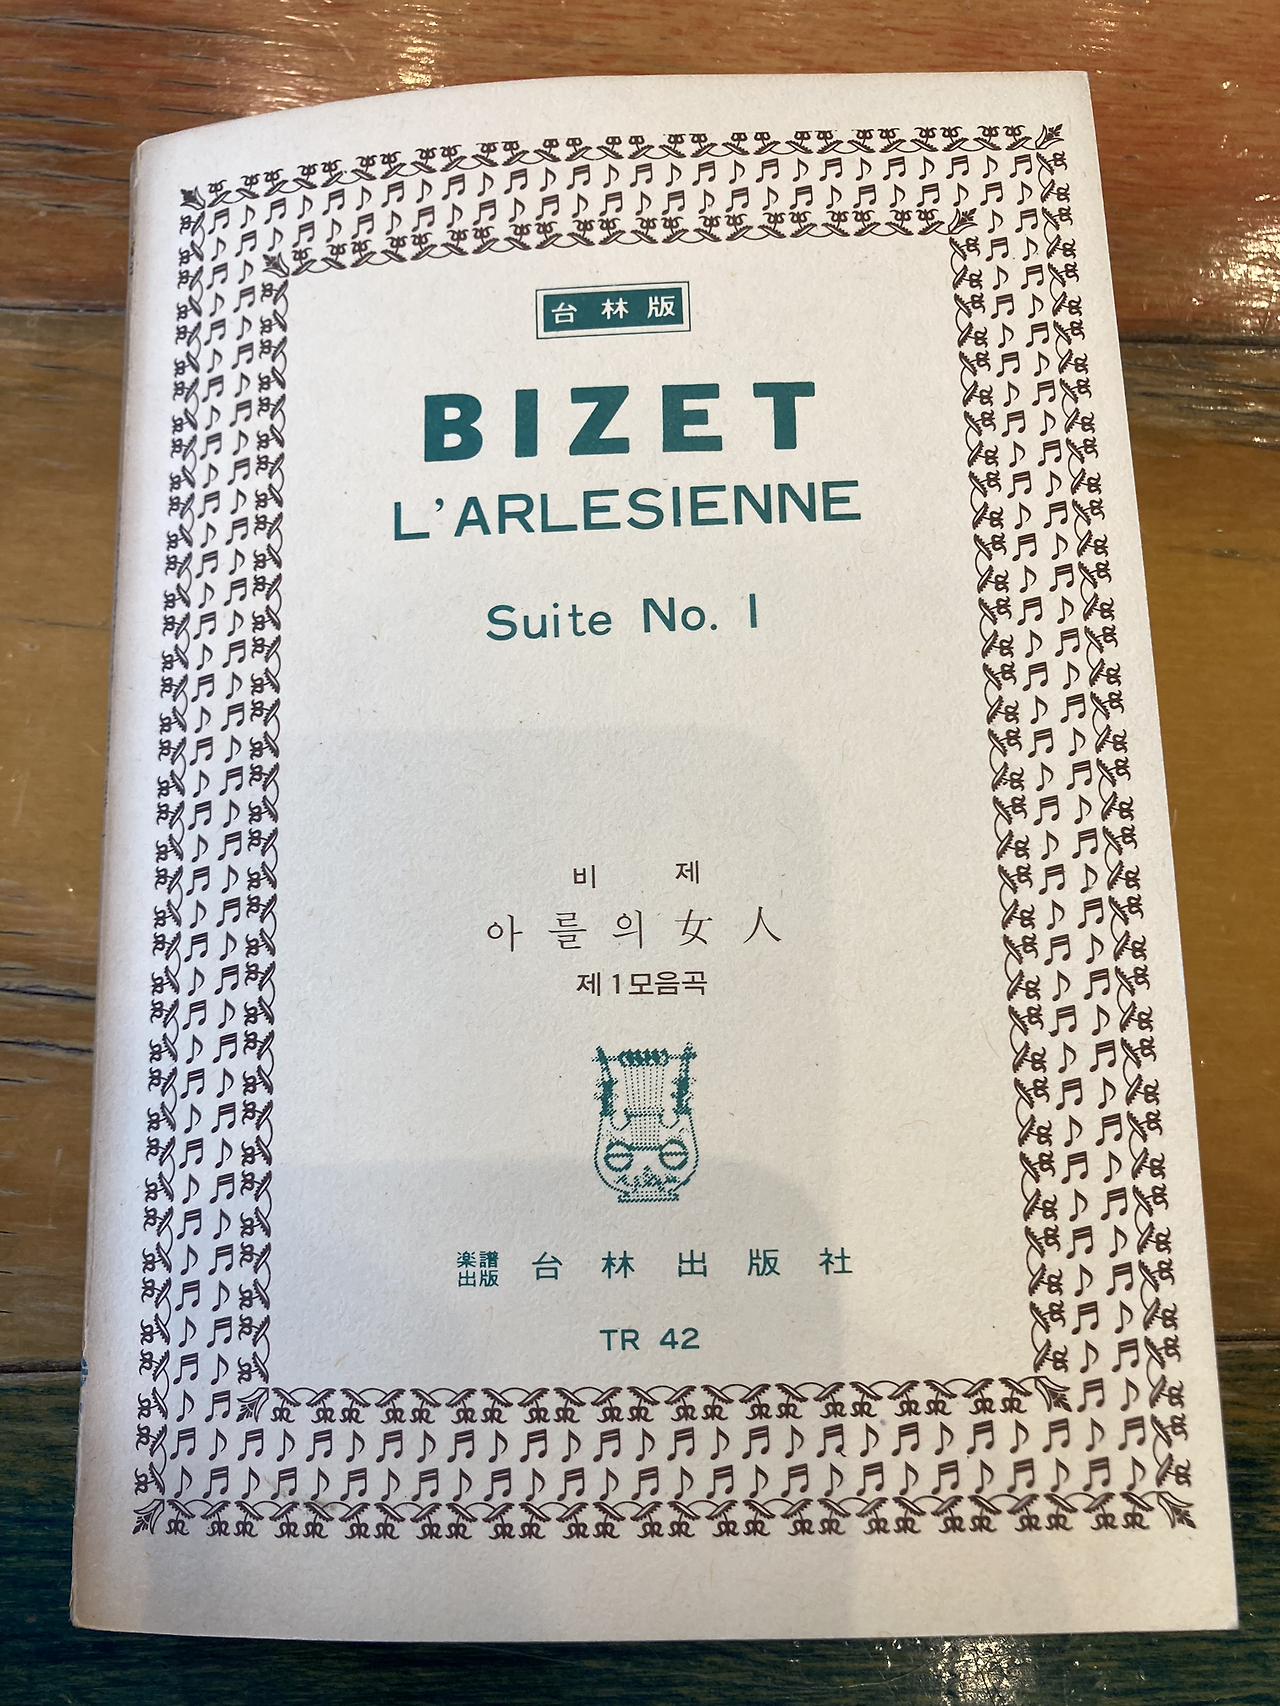 台林版
BIZET
L'ARLESIENNE
Suite No. 1
비 제
아를의女人
제1모음곡
楽譜出版 台林出版社
TR 42